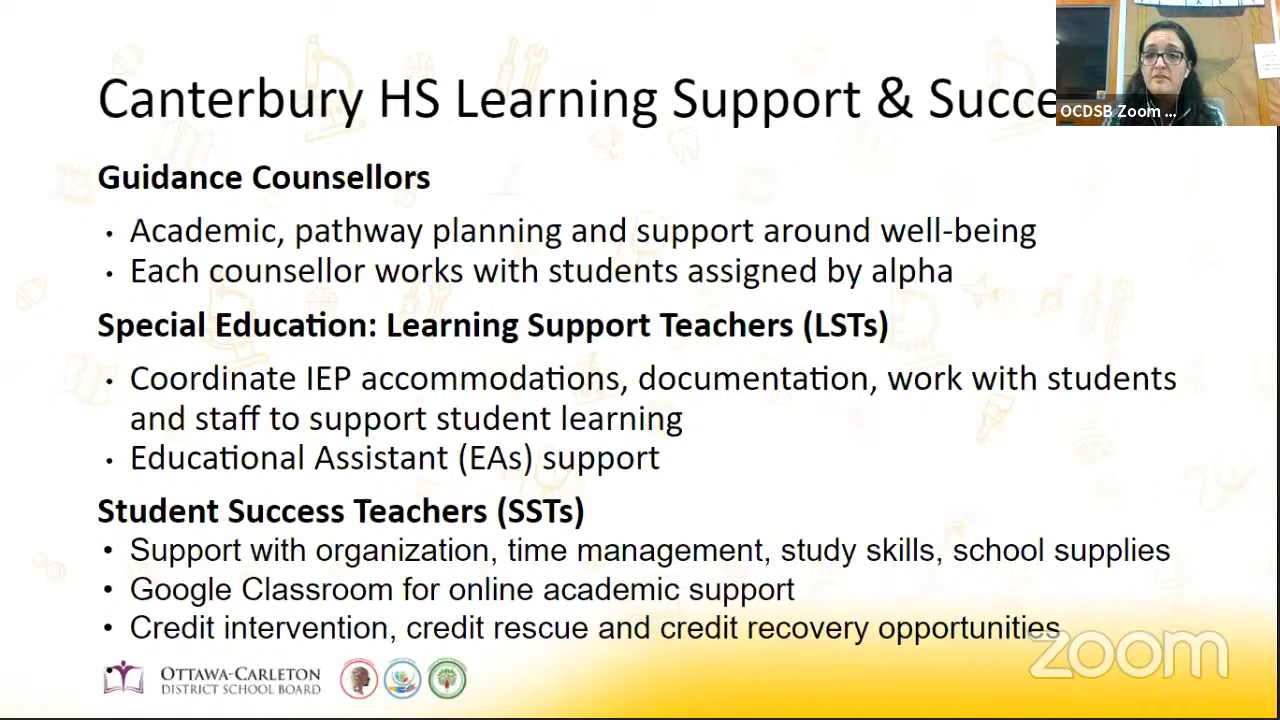 Canterbury HS Learning Support & Succe
OCDSB Zoom ...
Guidance Counsellors
• Academic, pathway planning and support around well-being
• Each counsellor works with students assigned by alpha
Special Education: Learning Support Teachers (LSTs)
• Coordinate IEP accommodations, documentation, work with students
and staff to support student learning
• Educational Assistant (EAs) support
Student Success Teachers (SSTs)
• Support with organization, time management, study skills, school supplies
• Google Classroom for online academic support
• Credit intervention, credit rescue and credit recovery opportunities
OTTAWA-CARLETON
DISTRICT SCHOOL BOARD
zoom